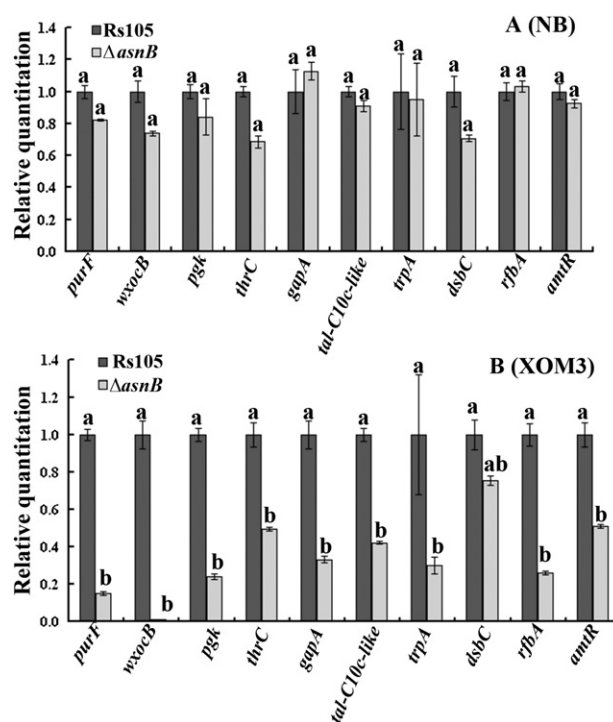 A (NB)
Rs105
ΔasnB
Relative quantitation
1.4
1.2
1.0
0.8
0.6
0.4
0.2
0.0
a a a a a a a a a a a a a a a a a a a a
purF wxocB pgk thrC gapA tal-C10c-like trpA dsbC rfbA amtR
B (XOM3)
Rs105
ΔasnB
Relative quantitation
1.4
1.2
1.0
0.8
0.6
0.4
0.2
0.0
a b a b a b a b a b a b a b a ab a b a b
purF wxocB pgk thrC gapA tal-C10c-like trpA dsbC rfbA amtR